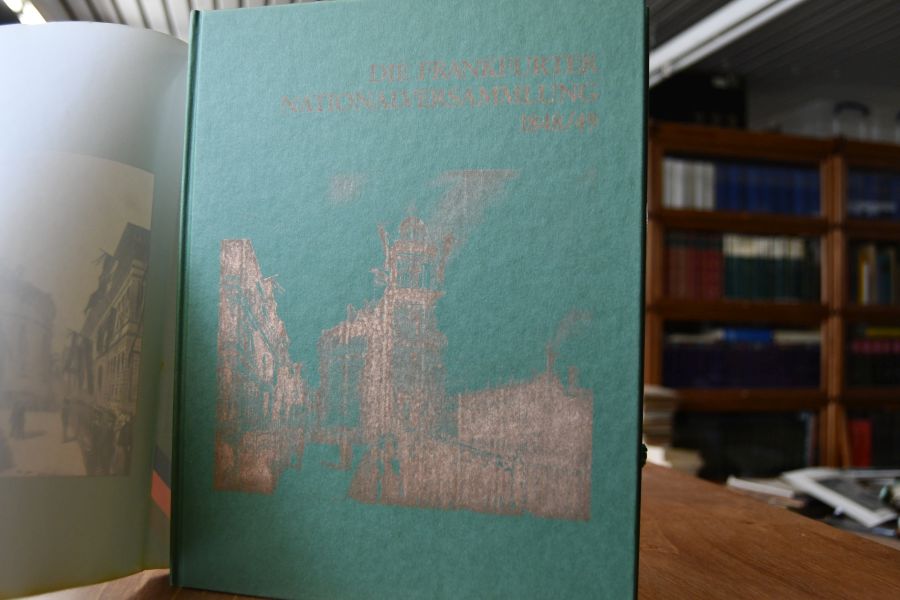 DIE FRANKFURTER
NATIONALVERSAMMLUNG
1848/49